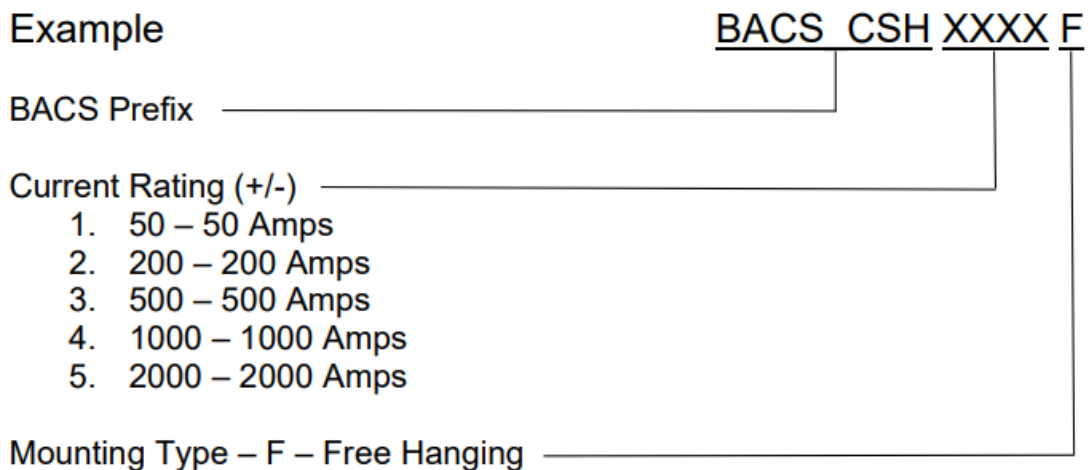 Example BACS CSH XXXX F
BACS Prefix
Current Rating (+/-)
1. 50 – 50 Amps
2. 200 – 200 Amps
3. 500 – 500 Amps
4. 1000 – 1000 Amps
5. 2000 – 2000 Amps
Mounting Type – F – Free Hanging